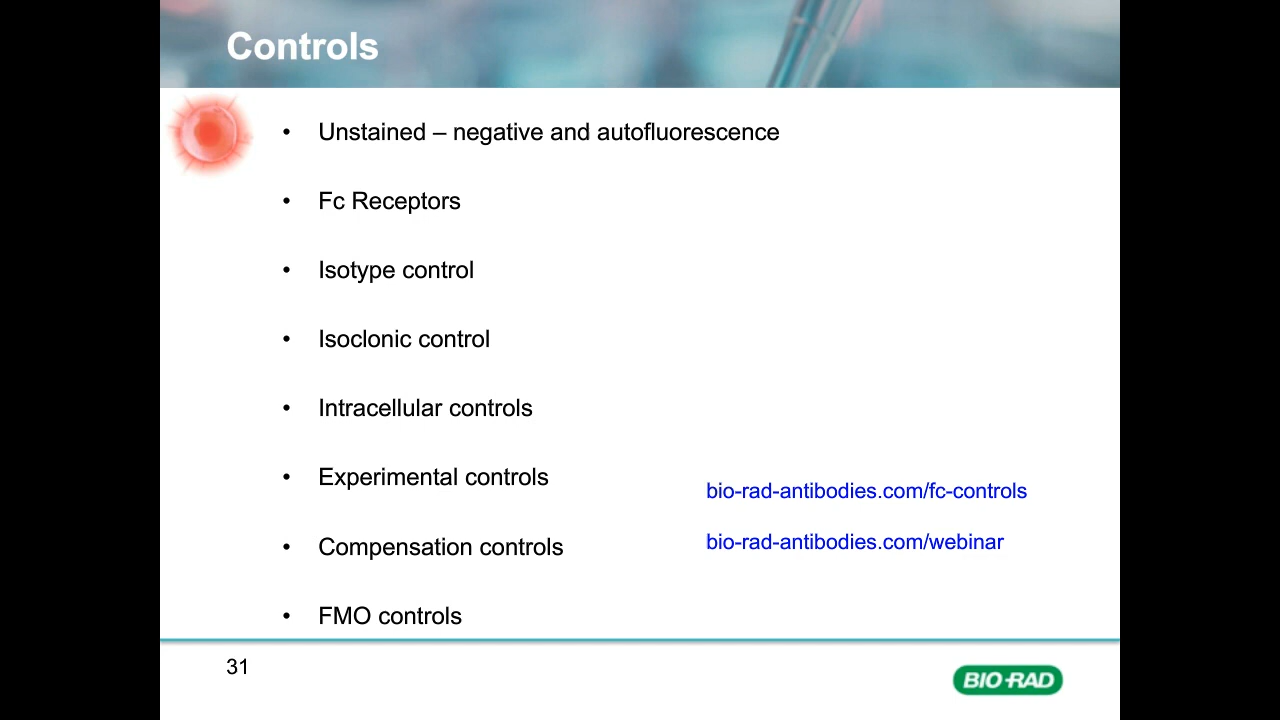 Controls
• Unstained – negative and autofluorescence
• Fc Receptors
• Isotype control
• Isoclonic control
• Intracellular controls
• Experimental controls
bio-rad-antibodies.com/fc-controls
• Compensation controls
bio-rad-antibodies.com/webinar
• FMO controls
31
BIO-RAD